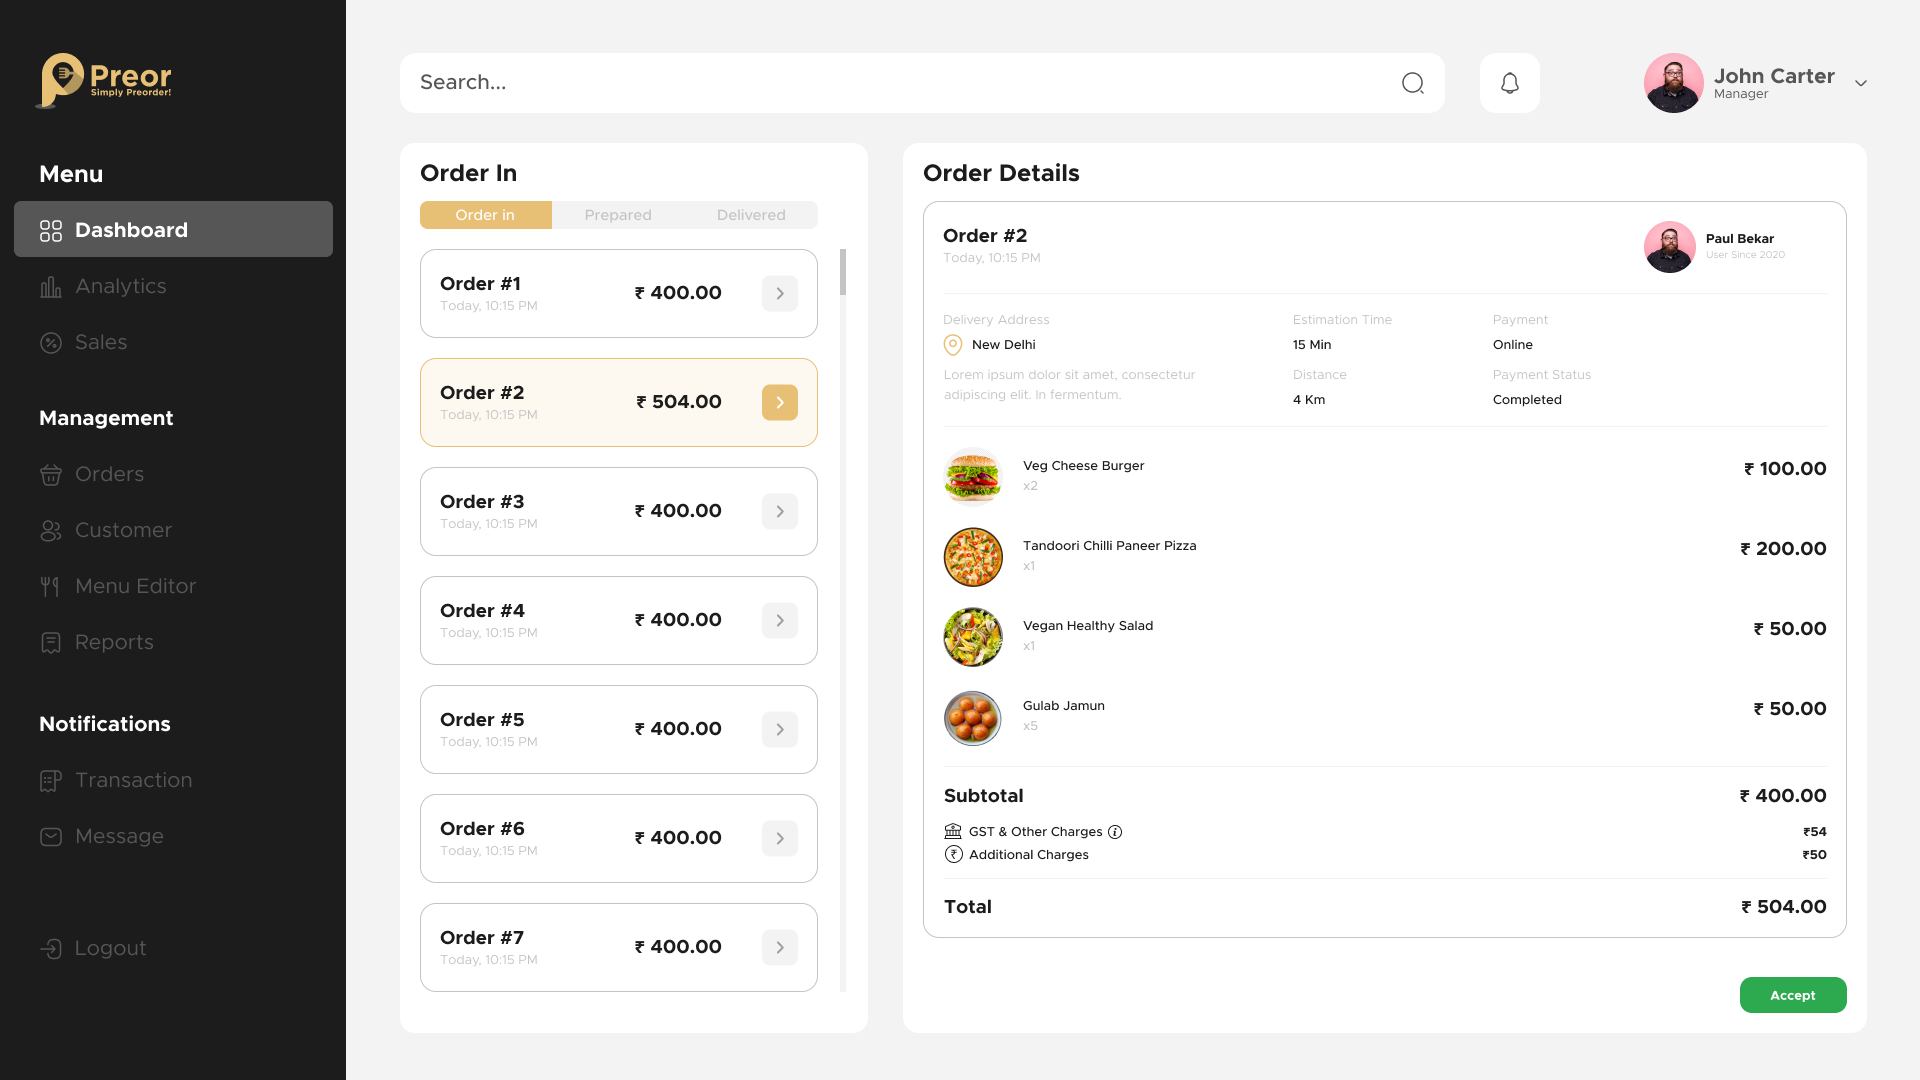 Preor
Simply Preorder!
Menu
Dashboard
Analytics
Sales
Management
Orders
Customer
Menu Editor
Reports
Notifications
Transaction
Message
Logout
Search...
John Carter
Manager
Order In
Order in
Prepared
Delivered
Order #1
Today, 10:15 PM
₹ 400.00
Order #2
Today, 10:15 PM
₹ 504.00
Order #3
Today, 10:15 PM
₹ 400.00
Order #4
Today, 10:15 PM
₹ 400.00
Order #5
Today, 10:15 PM
₹ 400.00
Order #6
Today, 10:15 PM
₹ 400.00
Order #7
Today, 10:15 PM
₹ 400.00
Order Details
Order #2
Today, 10:15 PM
Paul Bekar
User Since 2020
Delivery Address
New Delhi
Lorem ipsum dolor sit amet, consectetur
adipiscing elit. In fermentum.
Estimation Time
15 Min
Distance
4 Km
Payment
Online
Payment Status
Completed
Veg Cheese Burger
x2
₹ 100.00
Tandoori Chilli Paneer Pizza
x1
₹ 200.00
Vegan Healthy Salad
x1
₹ 50.00
Gulab Jamun
x5
₹ 50.00
Subtotal
₹ 400.00
GST & Other Charges
₹54
Additional Charges
₹50
Total
₹ 504.00
Accept